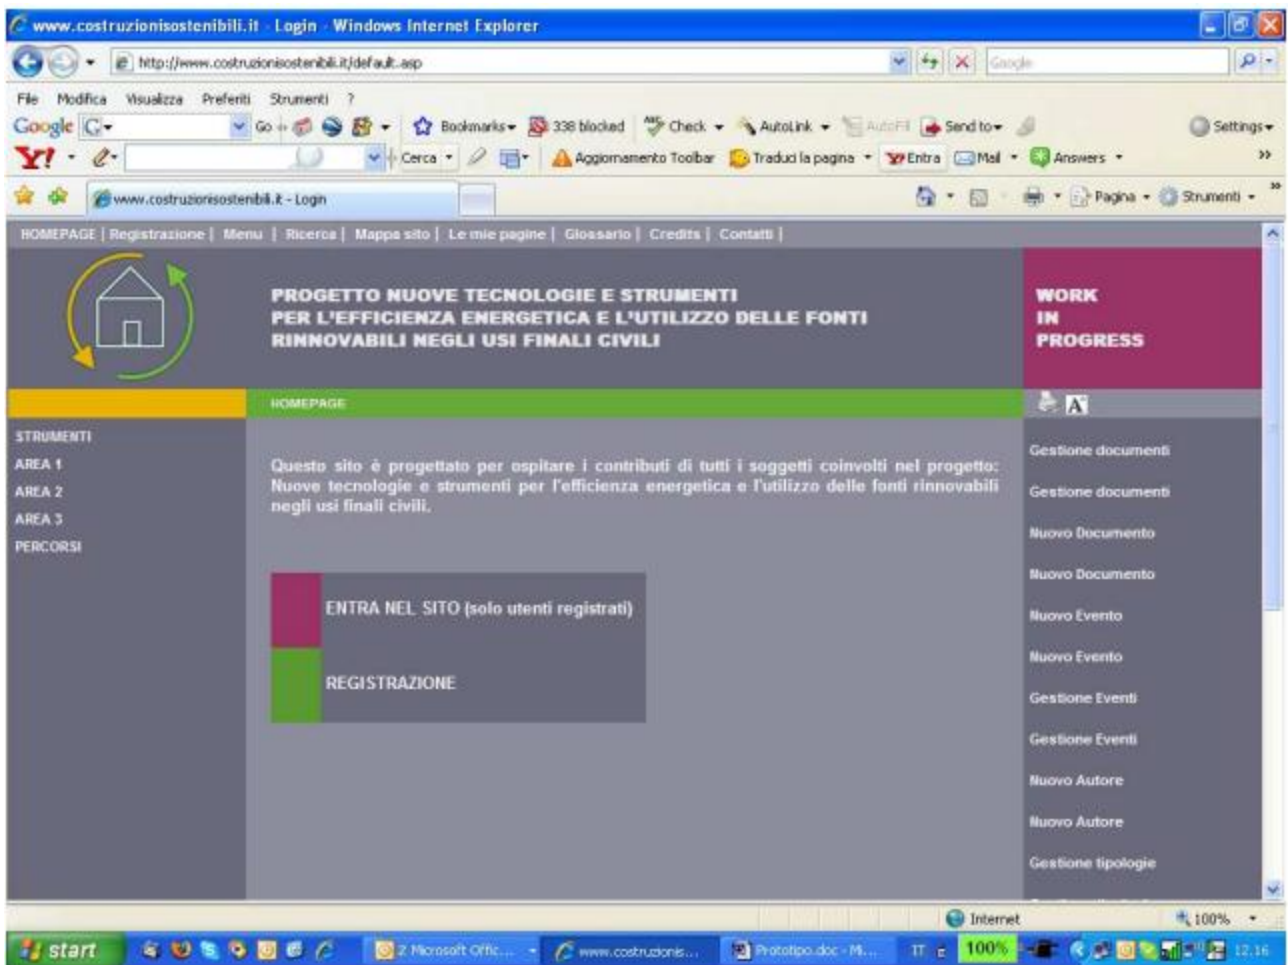 www.costruzionisostenibili.it - Login - Windows Internet Explorer
http://www.costruzionisostenibili.it/default.asp
Google
File Modifica Visualizza Preferiti Strumenti ?
Google G Go Bookmarks 338 blocked Check AutoLink AutoFill Send to Settings
Y! Cerca Aggiornamento Toolbar Traduci la pagina Entra Mail Answers »
www.costruzionisostenibili.it - Login Pagina Strumenti »
HOMEPAGE | Registrazione | Menu | Ricerca | Mappa sito | Le mie pagine | Glossario | Credits | Contatti |
PROGETTO NUOVE TECNOLOGIE E STRUMENTI
PER L'EFFICIENZA ENERGETICA E L'UTILIZZO DELLE FONTI
RINNOVABILI NEGLI USI FINALI CIVILI
WORK
IN
PROGRESS
HOMEPAGE
A
STRUMENTI
AREA 1
AREA 2
AREA 3
PERCORSI
Questo sito è progettato per ospitare i contributi di tutti i soggetti coinvolti nel progetto:
Nuove tecnologie e strumenti per l'efficienza energetica e l'utilizzo delle fonti rinnovabili
negli usi finali civili.
ENTRA NEL SITO (solo utenti registrati)
REGISTRAZIONE
Gestione documenti
Gestione documenti
Nuovo Documento
Nuovo Documento
Nuovo Evento
Nuovo Evento
Gestione Eventi
Gestione Eventi
Nuovo Autore
Nuovo Autore
Gestione tipologie
Internet 100%
start 2 Microsoft Offic... www.costruzionis... Prototipo.doc - Mi... IT 100% 12.16